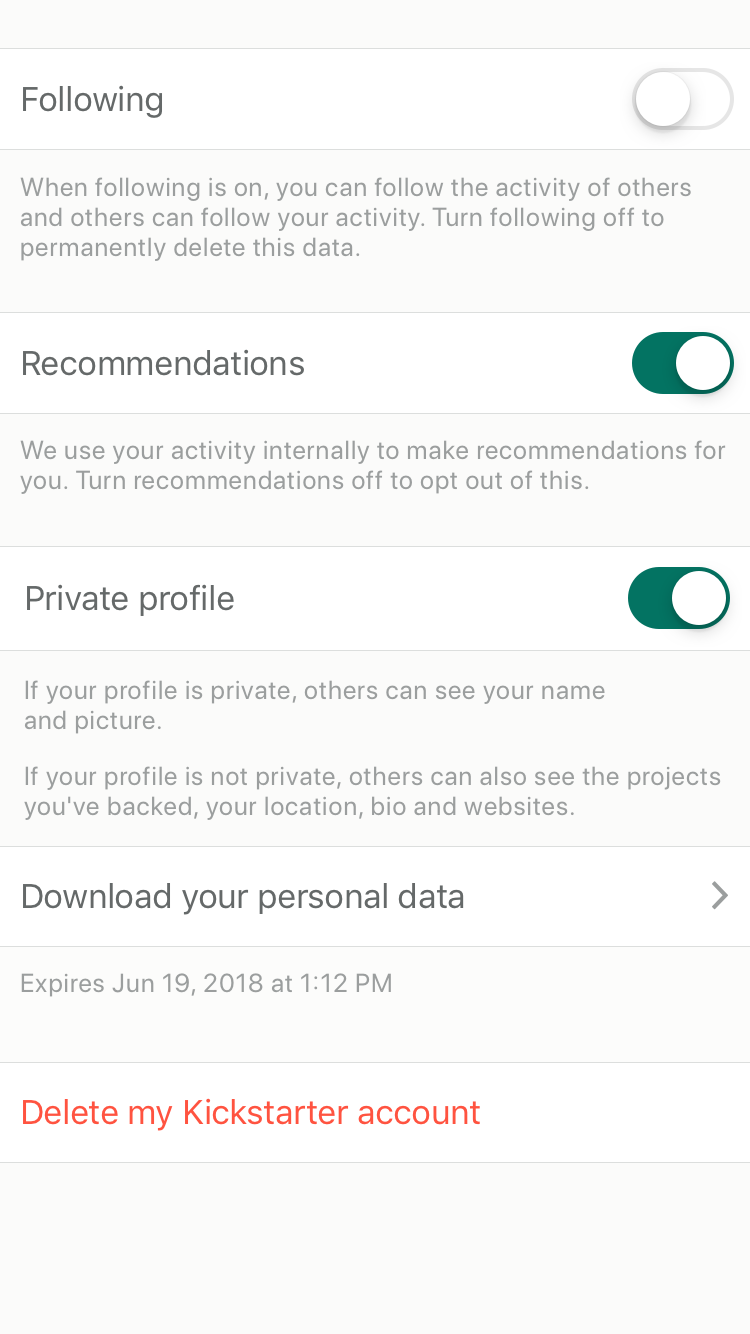 Following
When following is on, you can follow the activity of others
and others can follow your activity. Turn following off to
permanently delete this data.
Recommendations
We use your activity internally to make recommendations for
you. Turn recommendations off to opt out of this.
Private profile
If your profile is private, others can see your name
and picture.
If your profile is not private, others can also see the projects
you've backed, your location, bio and websites.
Download your personal data
Expires Jun 19, 2018 at 1:12 PM
Delete my Kickstarter account